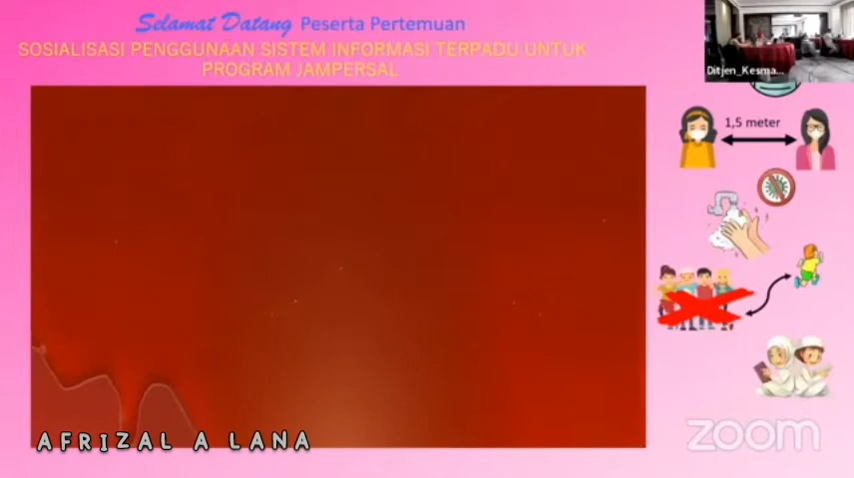 Selamat Datang Peserta Pertemuan
SOSIALISASI PENGGUNAAN SISTEM INFORMASI TERPADU UNTUK
PROGRAM JAMPERSAL
Ditjen_Kesma...
1,5 meter
AFRIZAL A LANA
zoom